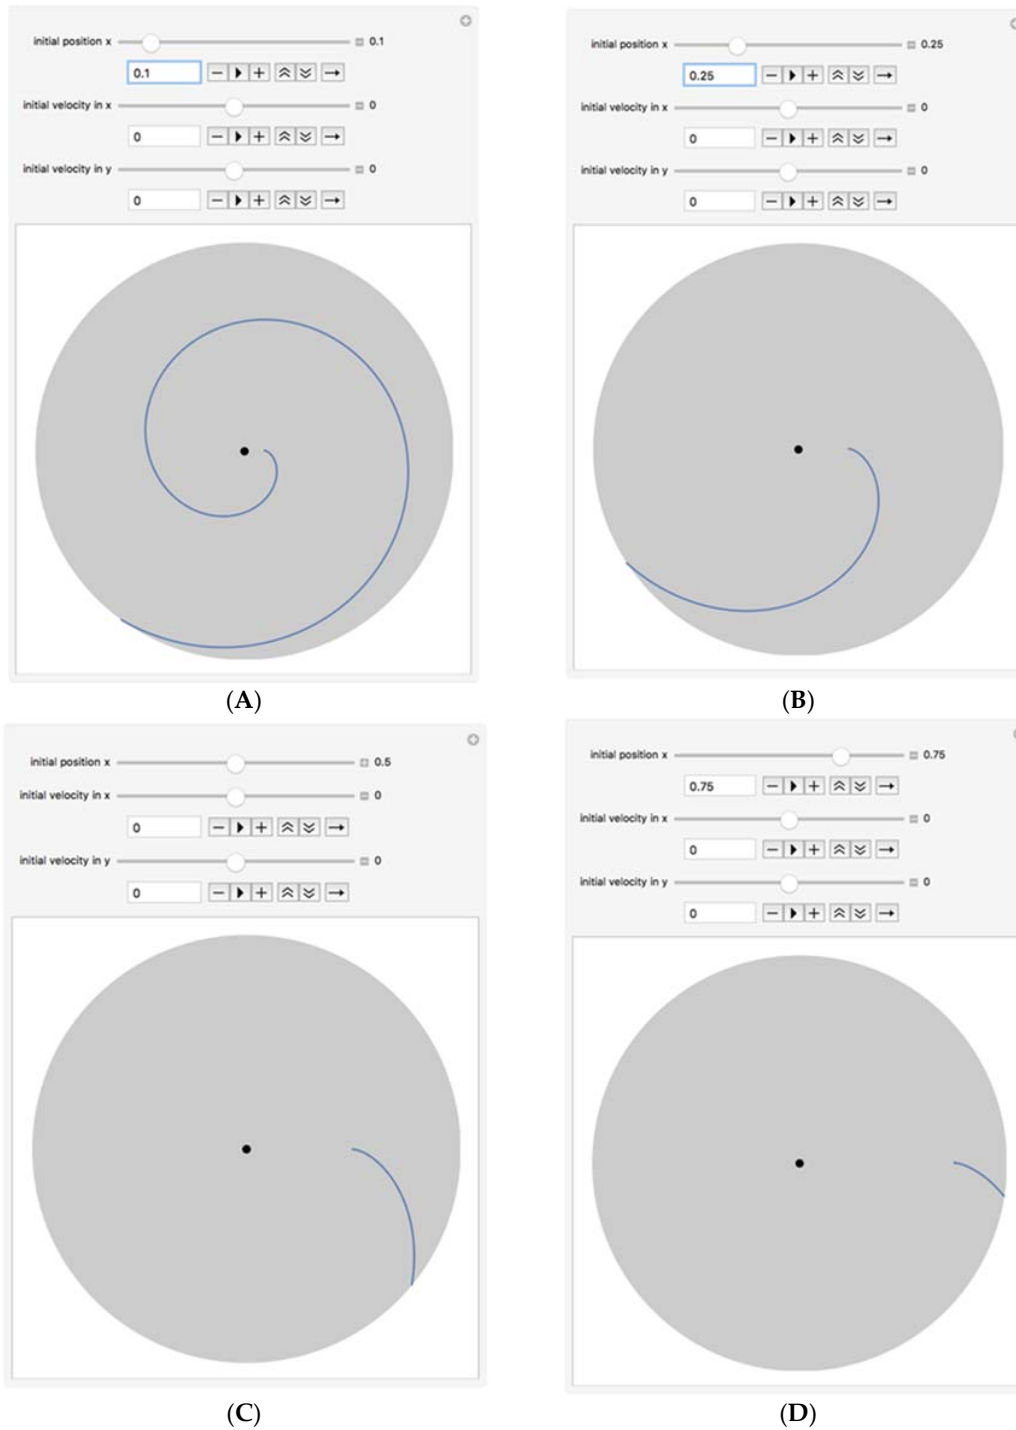 initial position x 0.1
0.1
initial velocity in x 0
0
initial velocity in y 0
0
(A)
initial position x 0.25
0.25
initial velocity in x 0
0
initial velocity in y 0
0
(B)
initial position x 0.5
initial velocity in x 0
0
initial velocity in y 0
0
(C)
initial position x 0.75
0.75
initial velocity in x 0
0
initial velocity in y 0
0
(D)